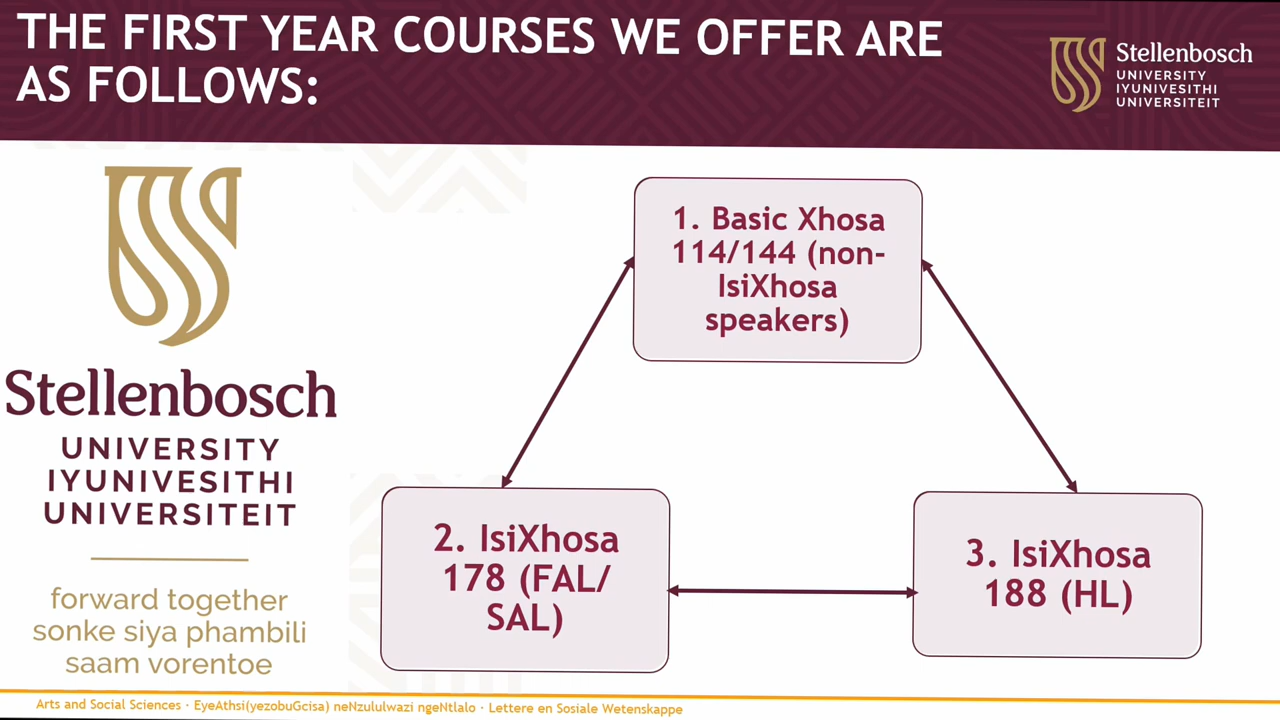 THE FIRST YEAR COURSES WE OFFER ARE
AS FOLLOWS:
Stellenbosch
UNIVERSITY
IYUNIVESITHI
UNIVERSITEIT
Stellenbosch
UNIVERSITY
IYUNIVESITHI
UNIVERSITEIT
forward together
sonke siya phambili
saam vorentoe
1. Basic Xhosa
114/144 (non-
IsiXhosa
speakers)
2. IsiXhosa
178 (FAL/
SAL)
3. IsiXhosa
188 (HL)
Arts and Social Sciences · EyeAthsi(yezobuGcisa) neNzululwazi ngeNtlalo · Lettere en Sosiale Wetenskappe